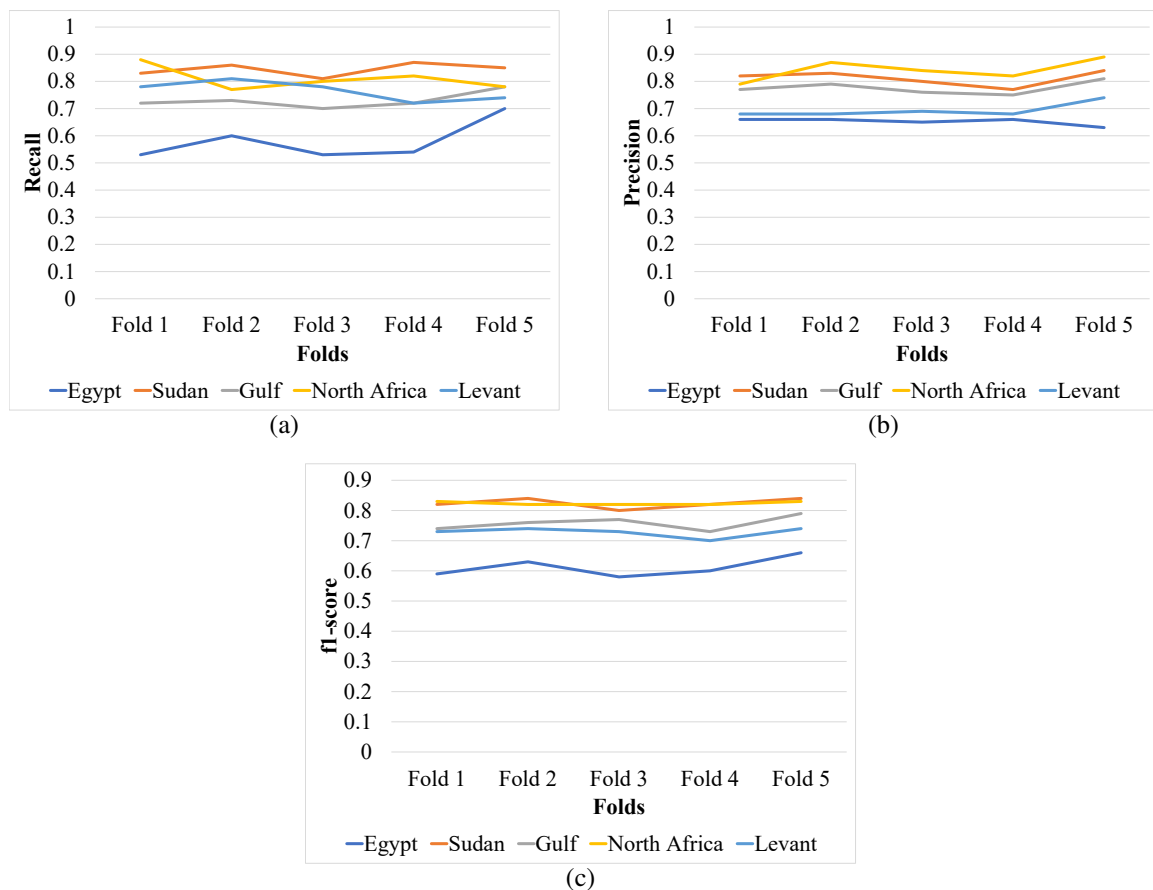 1
0.9
0.8
0.7
0.6
0.5
0.4
0.3
0.2
0.1
0
Recall
Fold 1 Fold 2 Fold 3 Fold 4 Fold 5
Folds
Egypt Sudan Gulf North Africa Levant
(a)
1
0.9
0.8
0.7
0.6
0.5
0.4
0.3
0.2
0.1
0
Precision
Fold 1 Fold 2 Fold 3 Fold 4 Fold 5
Folds
Egypt Sudan Gulf North Africa Levant
(b)
0.9
0.8
0.7
0.6
0.5
0.4
0.3
0.2
0.1
0
f1-score
Fold 1 Fold 2 Fold 3 Fold 4 Fold 5
Folds
Egypt Sudan Gulf North Africa Levant
(c)